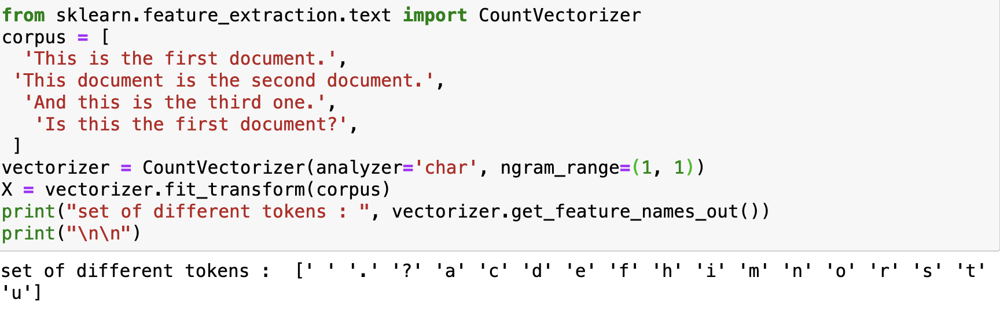 from sklearn.feature_extraction.text import CountVectorizer
corpus = [
  'This is the first document.',
 'This document is the second document.',
  'And this is the third one.',
   'Is this the first document?',
 ]
vectorizer = CountVectorizer(analyzer='char', ngram_range=(1, 1))
X = vectorizer.fit_transform(corpus)
print("set of different tokens : ", vectorizer.get_feature_names_out())
print("\n\n")
set of different tokens :  [' ' '.' '?' 'a' 'c' 'd' 'e' 'f' 'h' 'i' 'm' 'n' 'o' 'r' 's' 't'
'u']